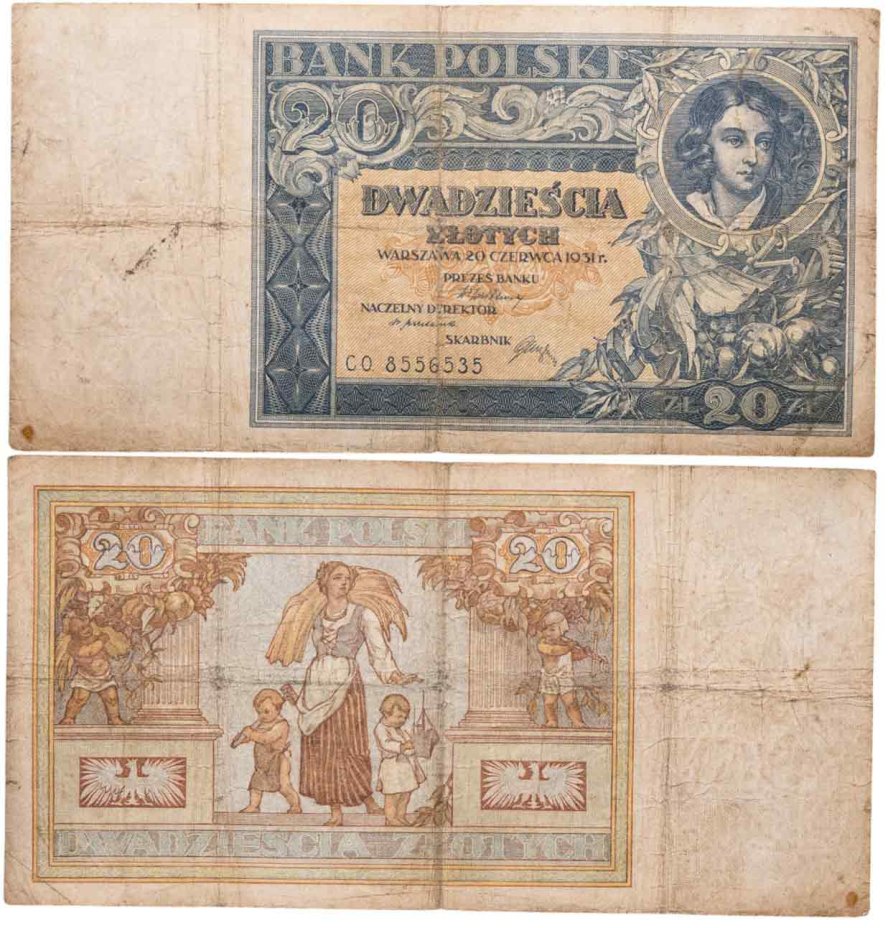 BANK POLSKI
20
DWADZIEŚCIA
ZŁOTYCH
WARSZAWA 20 CZERWCA 1931 r.
PREZES BANKU
NACZELNY DYREKTOR
SKARBNIK
CO 8556535
ZŁ 20 ZŁ
BANK POLSKI
20
20
DWADZIEŚCIA ZŁOTYCH